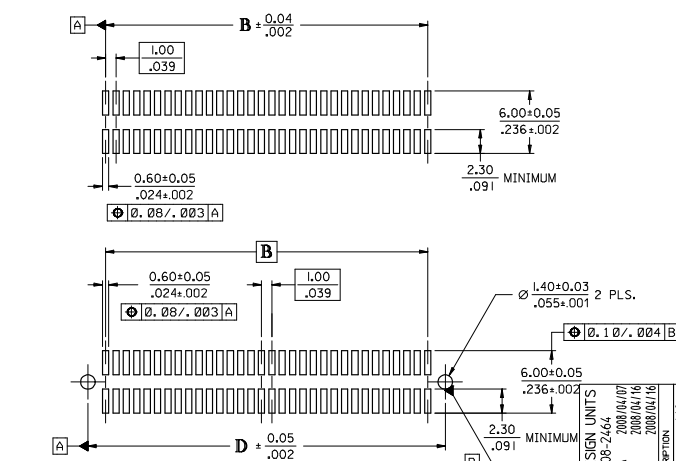 A B ± 0.04
.002
1.00
.039
6.00±0.05
.236±.002
2.30
.091 MINIMUM
0.60±0.05
.024±.002
⌖ Ø.08/.003 A
B
0.60±0.05
.024±.002
1.00
.039
⌖ Ø.08/.003 A
Ø 1.40±0.03
.055±.001 2 PLS.
⌖ Ø.10/.004 B
6.00±0.05
.236±.002
2.30
.091 MINIMUM
A D ± 0.05
.002
SIGN UNITS
08-2464
2008/04/07
2008/04/16
2008/04/16
RIPTION